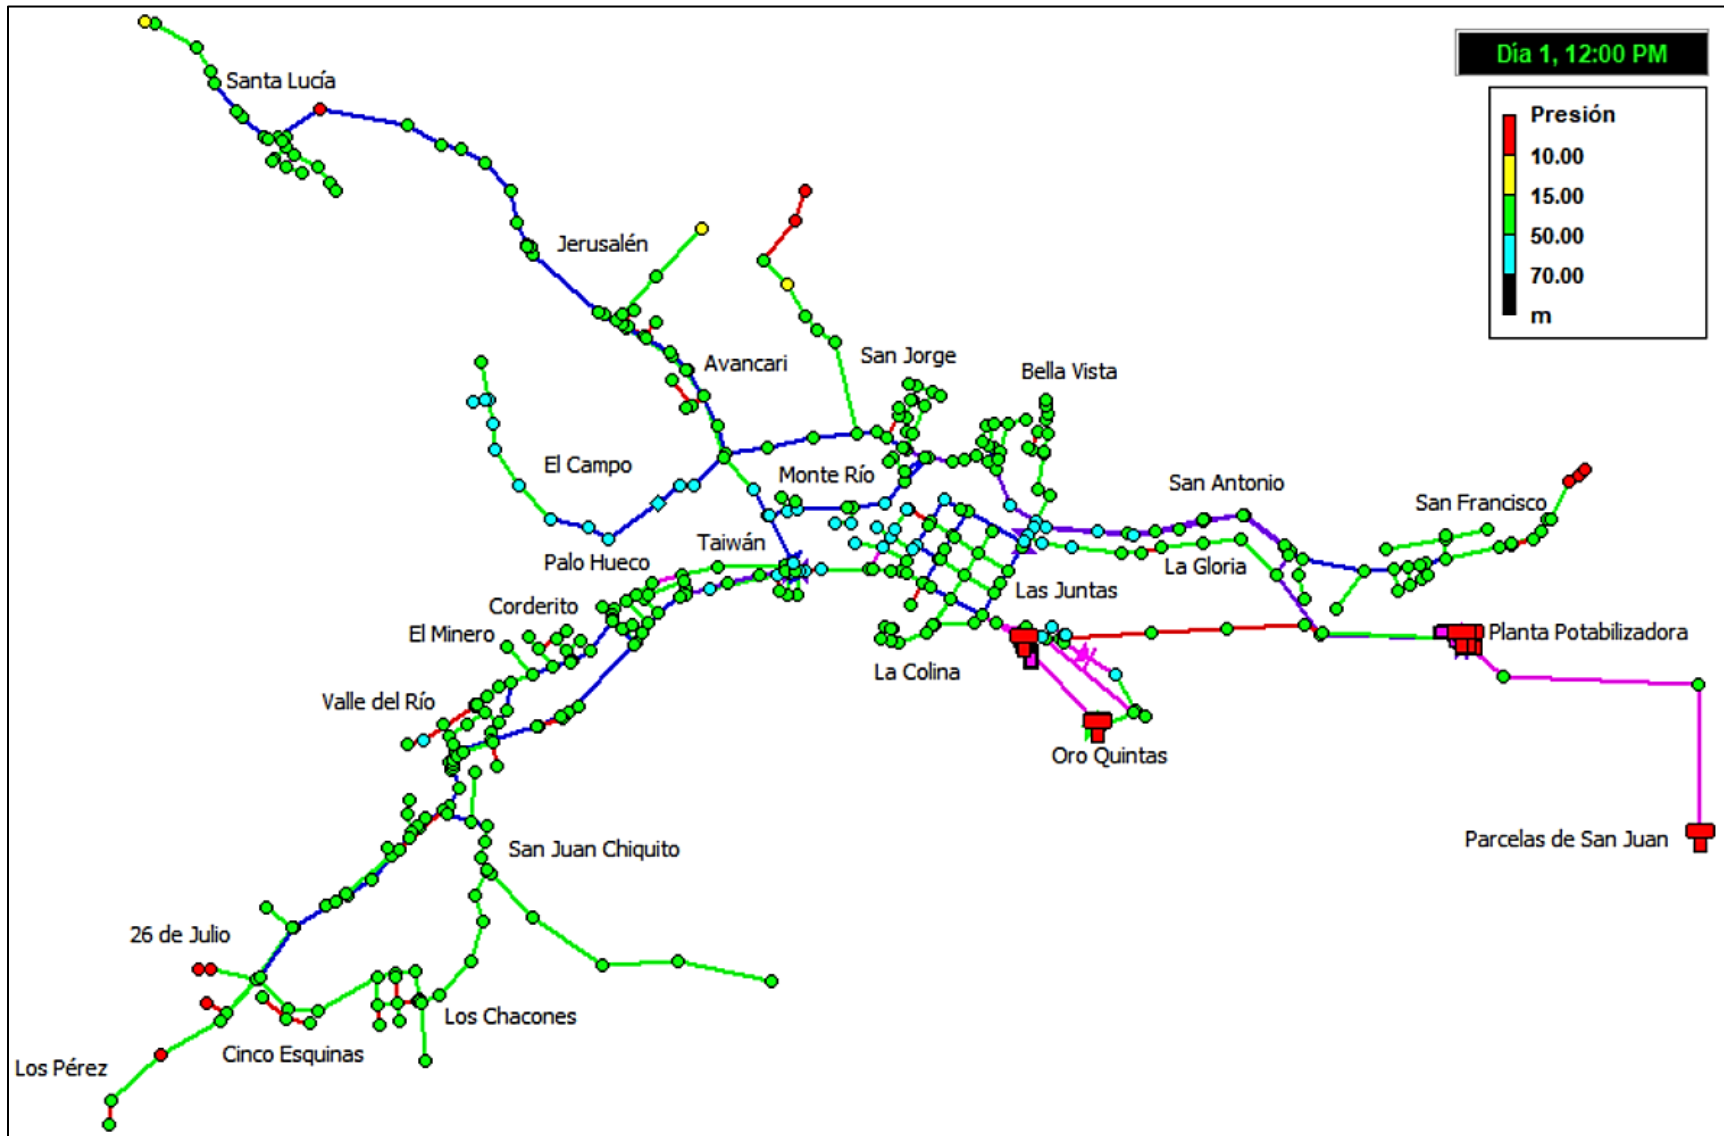 Día 1, 12:00 PM
Presión
10.00
15.00
50.00
70.00
m
Santa Lucía
Jerusalén
Avancari
San Jorge
Bella Vista
El Campo
Monte Río
San Antonio
San Francisco
Taiwán
Palo Hueco
La Gloria
Corderito
Las Juntas
El Minero
Planta Potabilizadora
La Colina
Valle del Río
Oro Quintas
Parcelas de San Juan
San Juan Chiquito
26 de Julio
Los Chacones
Cinco Esquinas
Los Pérez